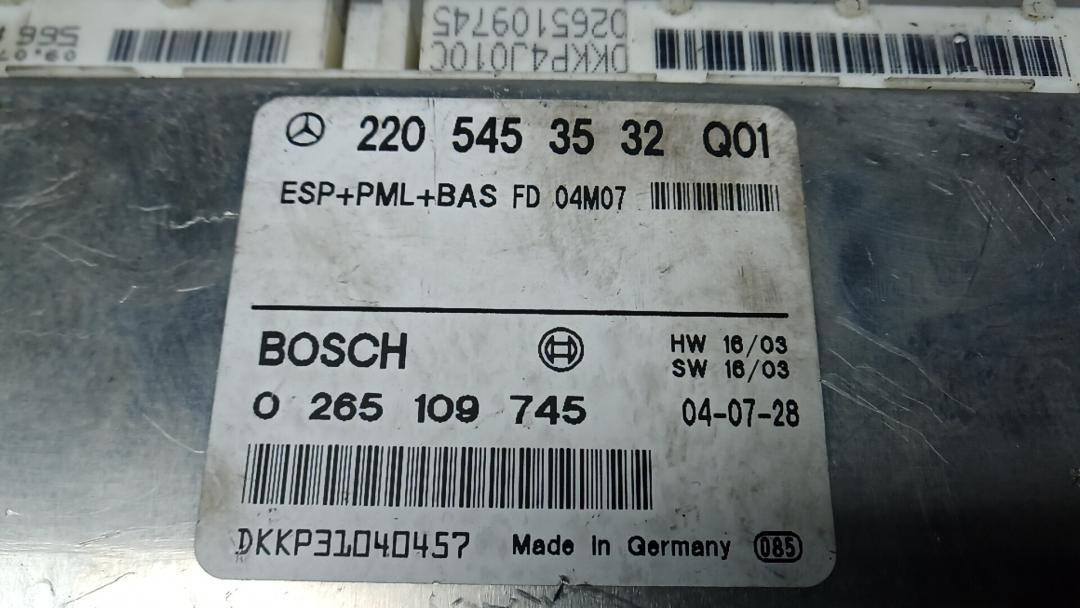 DKKP4J010C
0265109745
220 545 35 32 Q01
ESP+PML+BAS FD 04M07
BOSCH HW 16/03
SW 16/03
0 265 109 745 04-07-28
DKKP31040457 Made in Germany 085